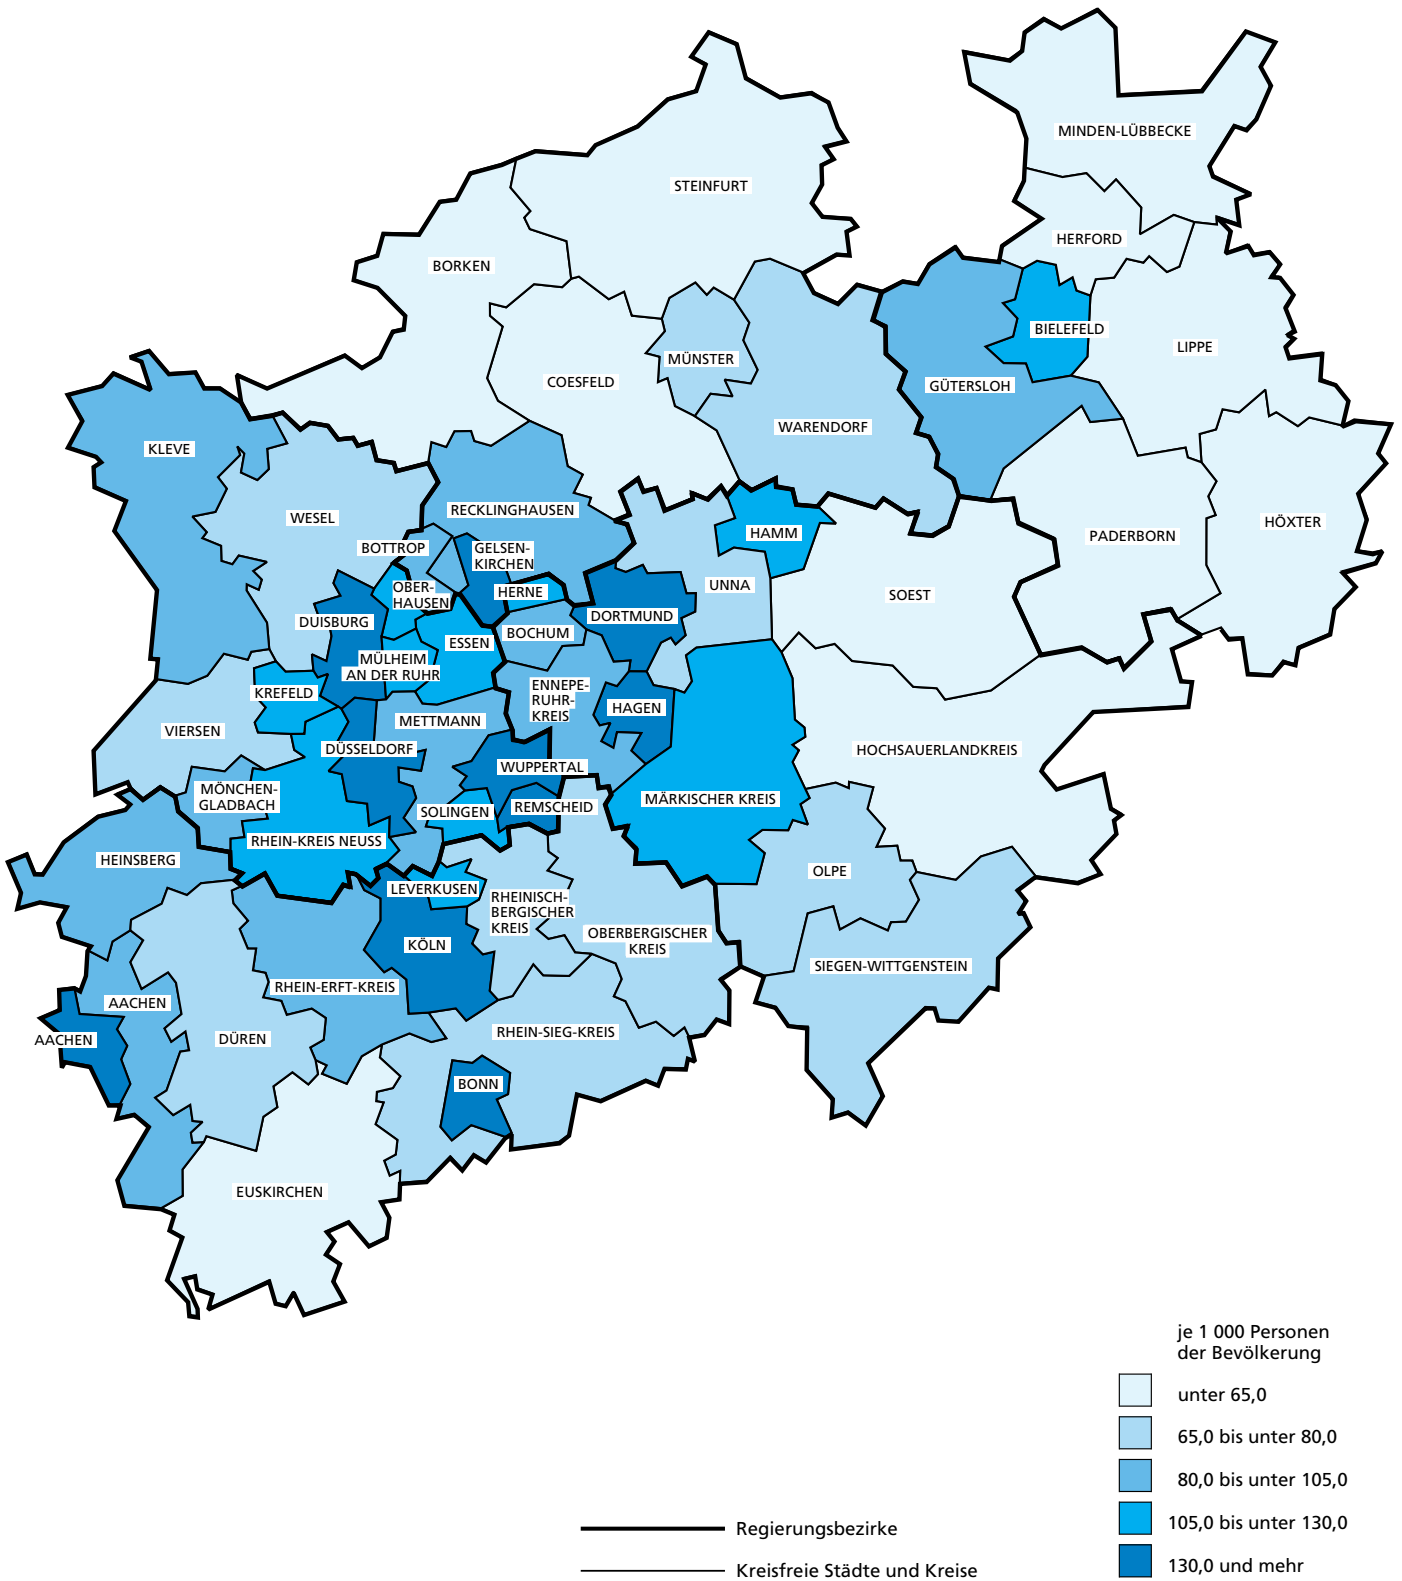 MINDEN-LÜBBECKE
STEINFURT
HERFORD
BORKEN
BIELEFELD
LIPPE
MÜNSTER
COESFELD
GÜTERSLOH
WARENDORF
KLEVE
RECKLINGHAUSEN
WESEL
HÖXTER
HAMM
PADERBORN
BOTTROP
GELSEN-
KIRCHEN
UNNA
OBER-
HAUSEN
HERNE
SOEST
DORTMUND
DUISBURG
BOCHUM
ESSEN
MÜLHEIM
AN DER RUHR
KREFELD
ENNEPE-
RUHR-
KREIS
HAGEN
METTMANN
VIERSEN
DÜSSELDORF
HOCHSAUERLANDKREIS
WUPPERTAL
MÖNCHEN-
GLADBACH
MÄRKISCHER KREIS
REMSCHEID
SOLINGEN
RHEIN-KREIS NEUSS
HEINSBERG
OLPE
LEVERKUSEN
RHEINISCH-
BERGISCHER
KREIS
OBERBERGISCHER
KREIS
KÖLN
SIEGEN-WITTGENSTEIN
RHEIN-ERFT-KREIS
AACHEN
RHEIN-SIEG-KREIS
AACHEN
DÜREN
BONN
EUSKIRCHEN
je 1 000 Personen
der Bevölkerung
unter 65,0
65,0 bis unter 80,0
80,0 bis unter 105,0
105,0 bis unter 130,0
130,0 und mehr
Regierungsbezirke
Kreisfreie Städte und Kreise